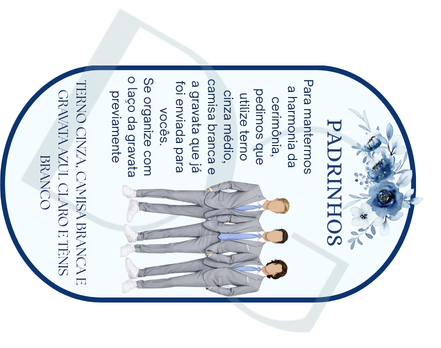 PADRINHOS
Para mantermos
a harmonia da
cerimônia,
pedimos que
utilize terno
cinza médio,
camisa branca e
a gravata que já
foi enviada para
vocês.
Se organize com
o laço da gravata
previamente
TERNO CINZA, CAMISA BRANCA E
GRAVATA AZUL CLARO E TÊNIS
BRANCO